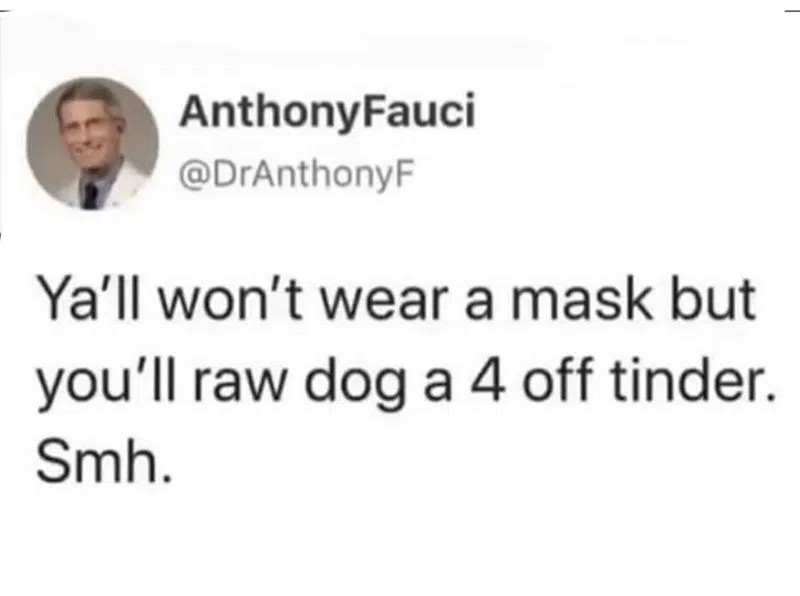 AnthonyFauci
@DrAnthonyF
Ya'll won't wear a mask but
you'll raw dog a 4 off tinder.
Smh.